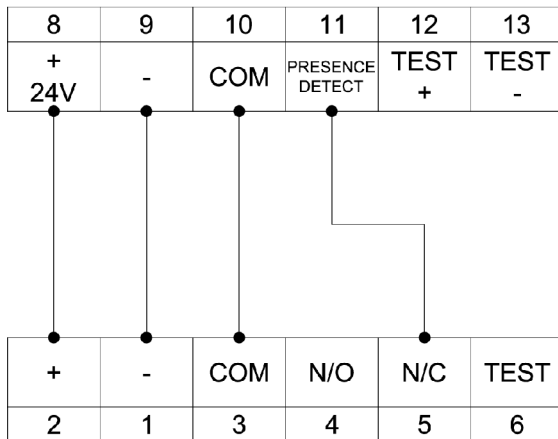 8 9 10 11 12 13
+ 24V - COM PRESENCE DETECT TEST + TEST -
+ - COM N/O N/C TEST
2 1 3 4 5 6